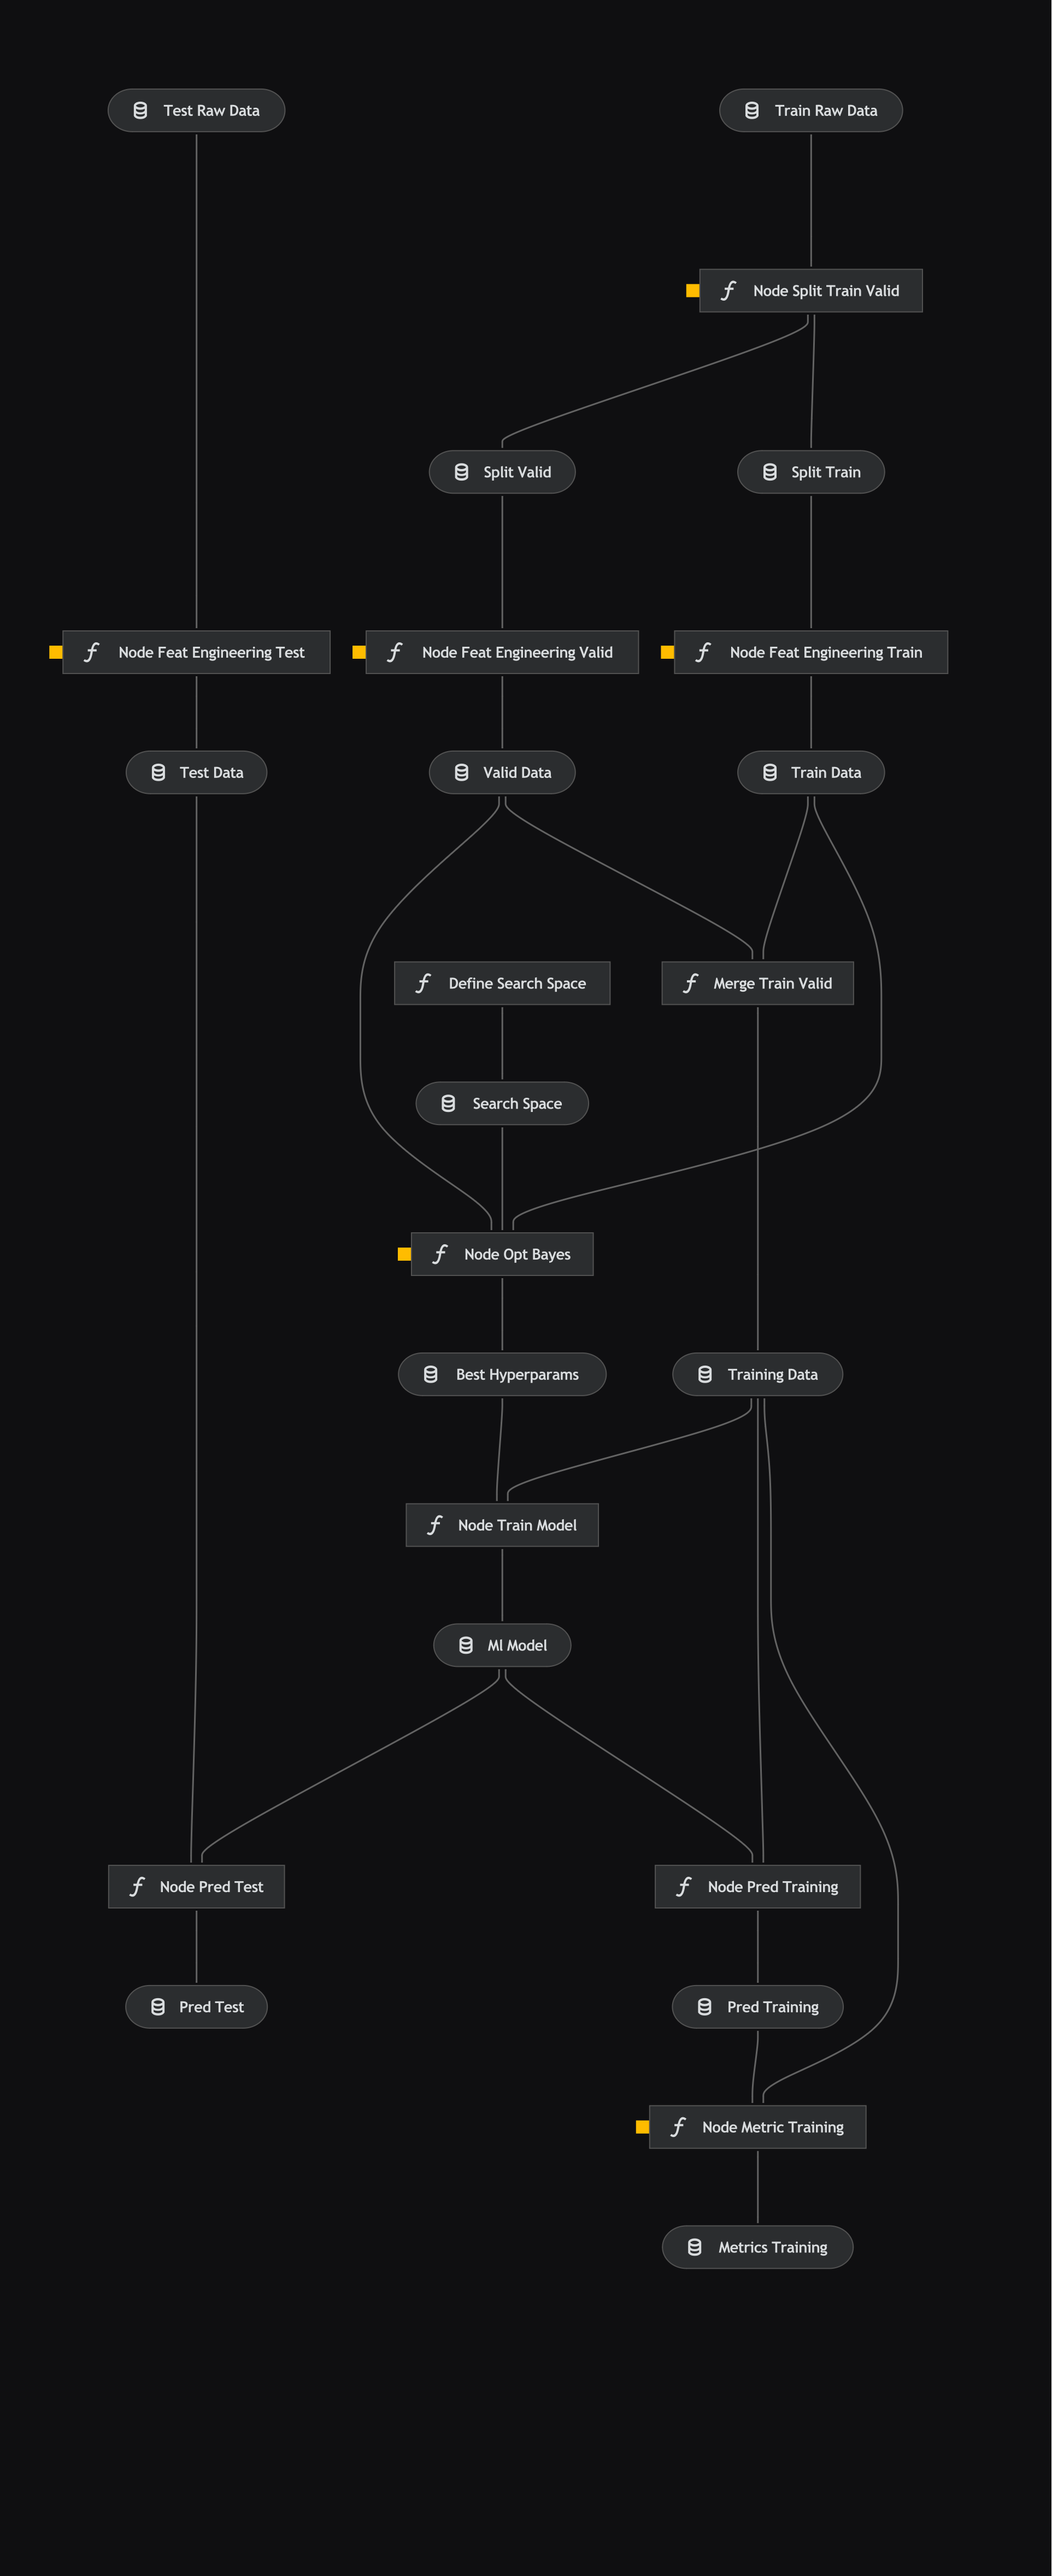 Test Raw Data
Train Raw Data
Node Split Train Valid
Split Valid
Split Train
Node Feat Engineering Test
Node Feat Engineering Valid
Node Feat Engineering Train
Test Data
Valid Data
Train Data
Define Search Space
Merge Train Valid
Search Space
Node Opt Bayes
Best Hyperparams
Training Data
Node Train Model
Ml Model
Node Pred Test
Node Pred Training
Pred Test
Pred Training
Node Metric Training
Metrics Training